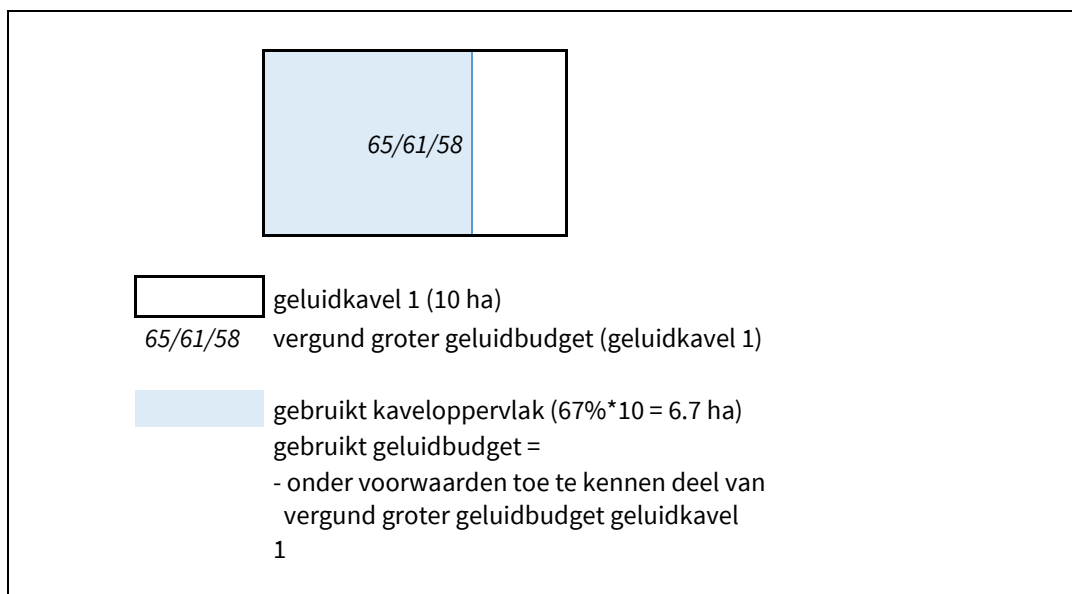 65/61/58
geluidkavel 1 (10 ha)
65/61/58 vergund groter geluidbudget (geluidkavel 1)
gebruikt kaveloppervlak (67%*10 = 6.7 ha)
gebruikt geluidbudget =
- onder voorwaarden toe te kennen deel van
vergund groter geluidbudget geluidkavel
1